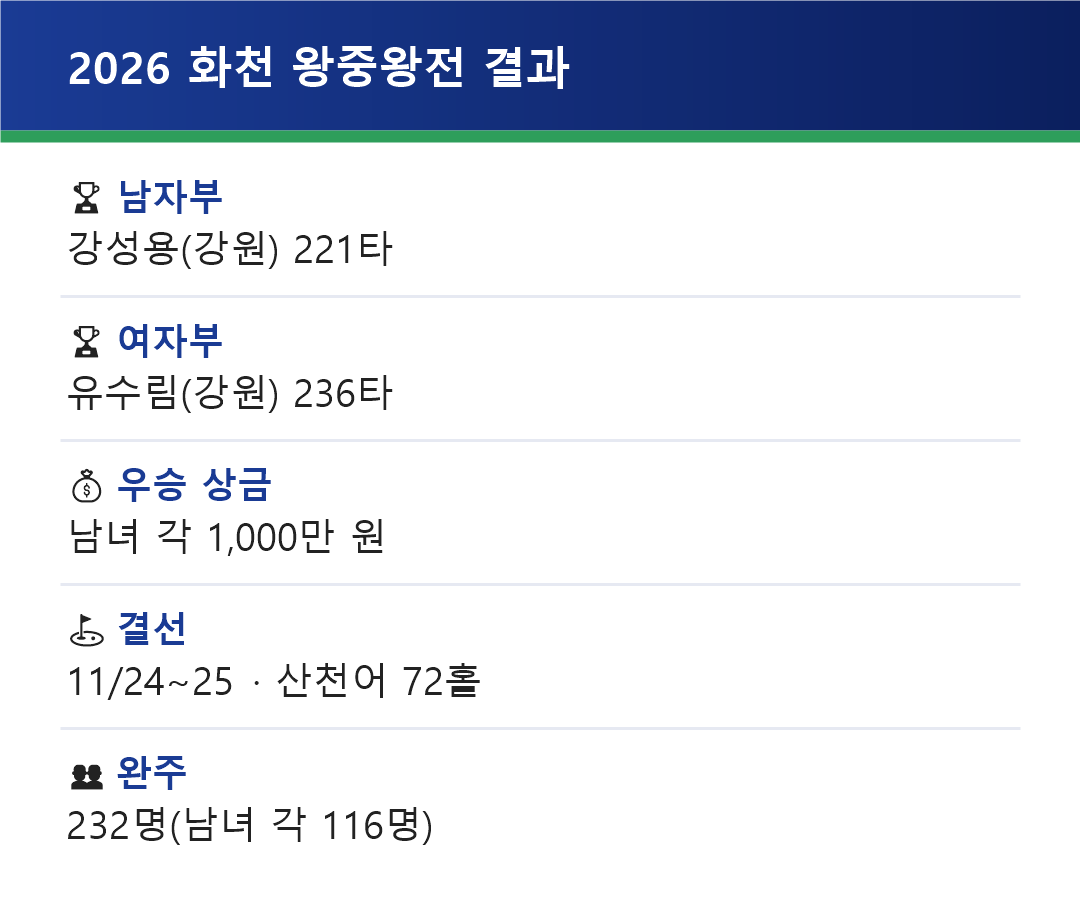 2026 화천 왕중왕전 결과
남자부
강성용(강원) 221타
여자부
유수림(강원) 236타
우승 상금
남녀 각 1,000만 원
결선
11/24~25 · 산천어 72홀
완주
232명(남녀 각 116명)